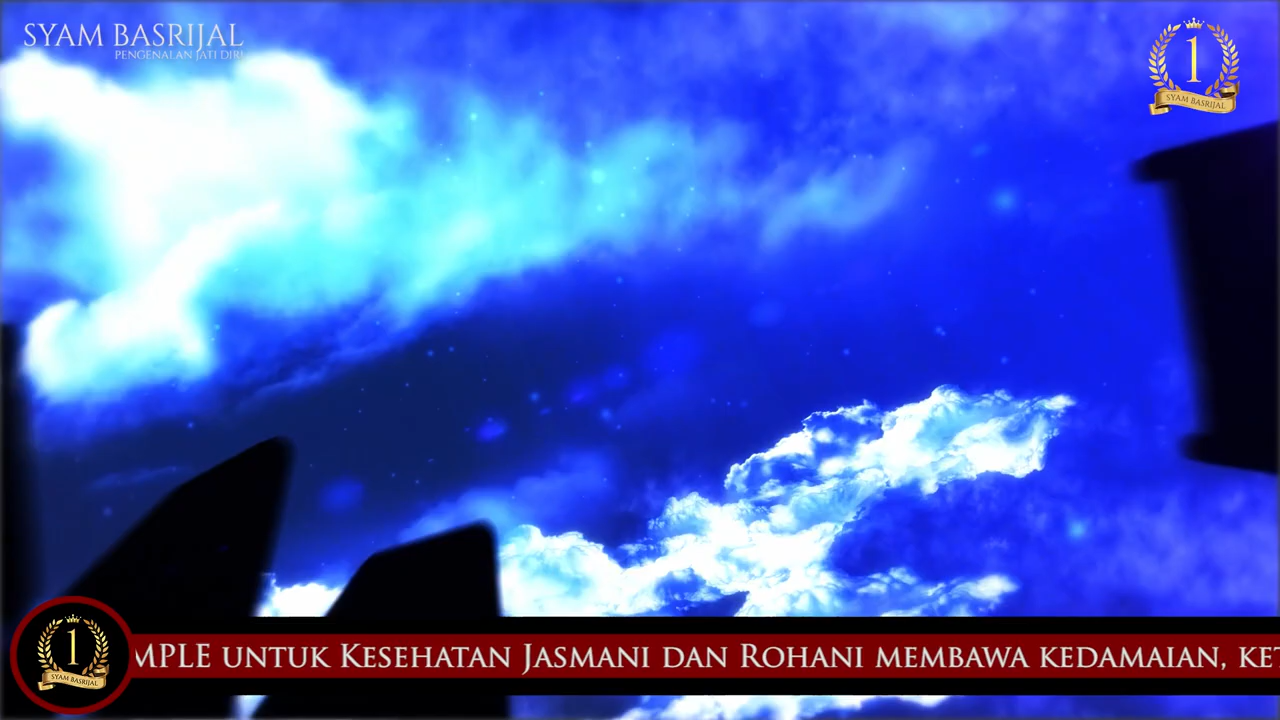 SYAM BASRIJAL
PENGENALAN JATI DIRI
1
SYAM BASRIJAL
1
SYAM BASRIJAL
MPLE UNTUK KESEHATAN JASMANI DAN ROHANI MEMBAWA KEDAMAIAN, KET